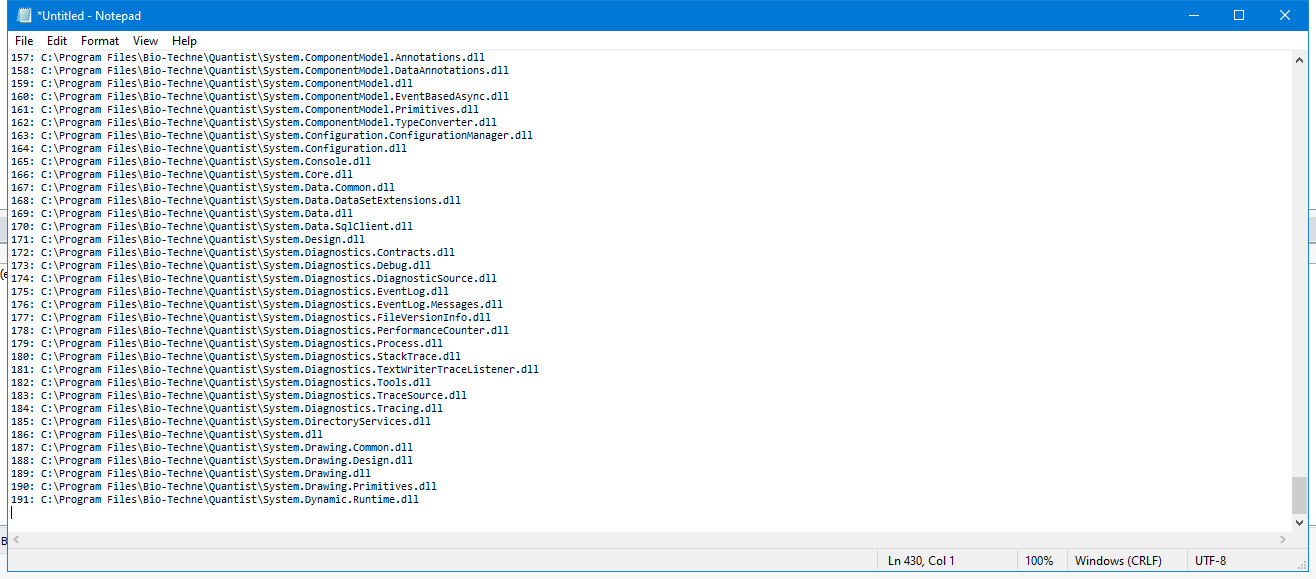 *Untitled - Notepad
File Edit Format View Help
157: C:\Program Files\Bio-Techne\Quantist\System.ComponentModel.Annotations.dll
158: C:\Program Files\Bio-Techne\Quantist\System.ComponentModel.DataAnnotations.dll
159: C:\Program Files\Bio-Techne\Quantist\System.ComponentModel.dll
160: C:\Program Files\Bio-Techne\Quantist\System.ComponentModel.EventBasedAsync.dll
161: C:\Program Files\Bio-Techne\Quantist\System.ComponentModel.Primitives.dll
162: C:\Program Files\Bio-Techne\Quantist\System.ComponentModel.TypeConverter.dll
163: C:\Program Files\Bio-Techne\Quantist\System.Configuration.ConfigurationManager.dll
164: C:\Program Files\Bio-Techne\Quantist\System.Configuration.dll
165: C:\Program Files\Bio-Techne\Quantist\System.Console.dll
166: C:\Program Files\Bio-Techne\Quantist\System.Core.dll
167: C:\Program Files\Bio-Techne\Quantist\System.Data.Common.dll
168: C:\Program Files\Bio-Techne\Quantist\System.Data.DataSetExtensions.dll
169: C:\Program Files\Bio-Techne\Quantist\System.Data.dll
170: C:\Program Files\Bio-Techne\Quantist\System.Data.SqlClient.dll
171: C:\Program Files\Bio-Techne\Quantist\System.Design.dll
172: C:\Program Files\Bio-Techne\Quantist\System.Diagnostics.Contracts.dll
173: C:\Program Files\Bio-Techne\Quantist\System.Diagnostics.Debug.dll
174: C:\Program Files\Bio-Techne\Quantist\System.Diagnostics.DiagnosticSource.dll
175: C:\Program Files\Bio-Techne\Quantist\System.Diagnostics.EventLog.dll
176: C:\Program Files\Bio-Techne\Quantist\System.Diagnostics.EventLog.Messages.dll
177: C:\Program Files\Bio-Techne\Quantist\System.Diagnostics.FileVersionInfo.dll
178: C:\Program Files\Bio-Techne\Quantist\System.Diagnostics.PerformanceCounter.dll
179: C:\Program Files\Bio-Techne\Quantist\System.Diagnostics.Process.dll
180: C:\Program Files\Bio-Techne\Quantist\System.Diagnostics.StackTrace.dll
181: C:\Program Files\Bio-Techne\Quantist\System.Diagnostics.TextWriterTraceListener.dll
182: C:\Program Files\Bio-Techne\Quantist\System.Diagnostics.Tools.dll
183: C:\Program Files\Bio-Techne\Quantist\System.Diagnostics.TraceSource.dll
184: C:\Program Files\Bio-Techne\Quantist\System.Diagnostics.Tracing.dll
185: C:\Program Files\Bio-Techne\Quantist\System.DirectoryServices.dll
186: C:\Program Files\Bio-Techne\Quantist\System.dll
187: C:\Program Files\Bio-Techne\Quantist\System.Drawing.Common.dll
188: C:\Program Files\Bio-Techne\Quantist\System.Drawing.Design.dll
189: C:\Program Files\Bio-Techne\Quantist\System.Drawing.dll
190: C:\Program Files\Bio-Techne\Quantist\System.Drawing.Primitives.dll
191: C:\Program Files\Bio-Techne\Quantist\System.Dynamic.Runtime.dll
Ln 430, Col 1 100% Windows (CRLF) UTF-8